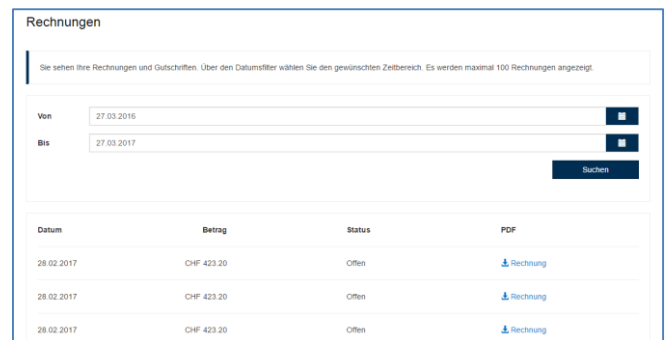 Rechnungen
Sie sehen Ihre Rechnungen und Gutschriften. Über den Datumsfilter wählen Sie den gewünschten Zeitbereich. Es werden maximal 100 Rechnungen angezeigt.
Von 27.03.2016
Bis 27.03.2017
Suchen
Datum Betrag Status PDF
28.02.2017 CHF 423.20 Offen Rechnung
28.02.2017 CHF 423.20 Offen Rechnung
28.02.2017 CHF 423.20 Offen Rechnung